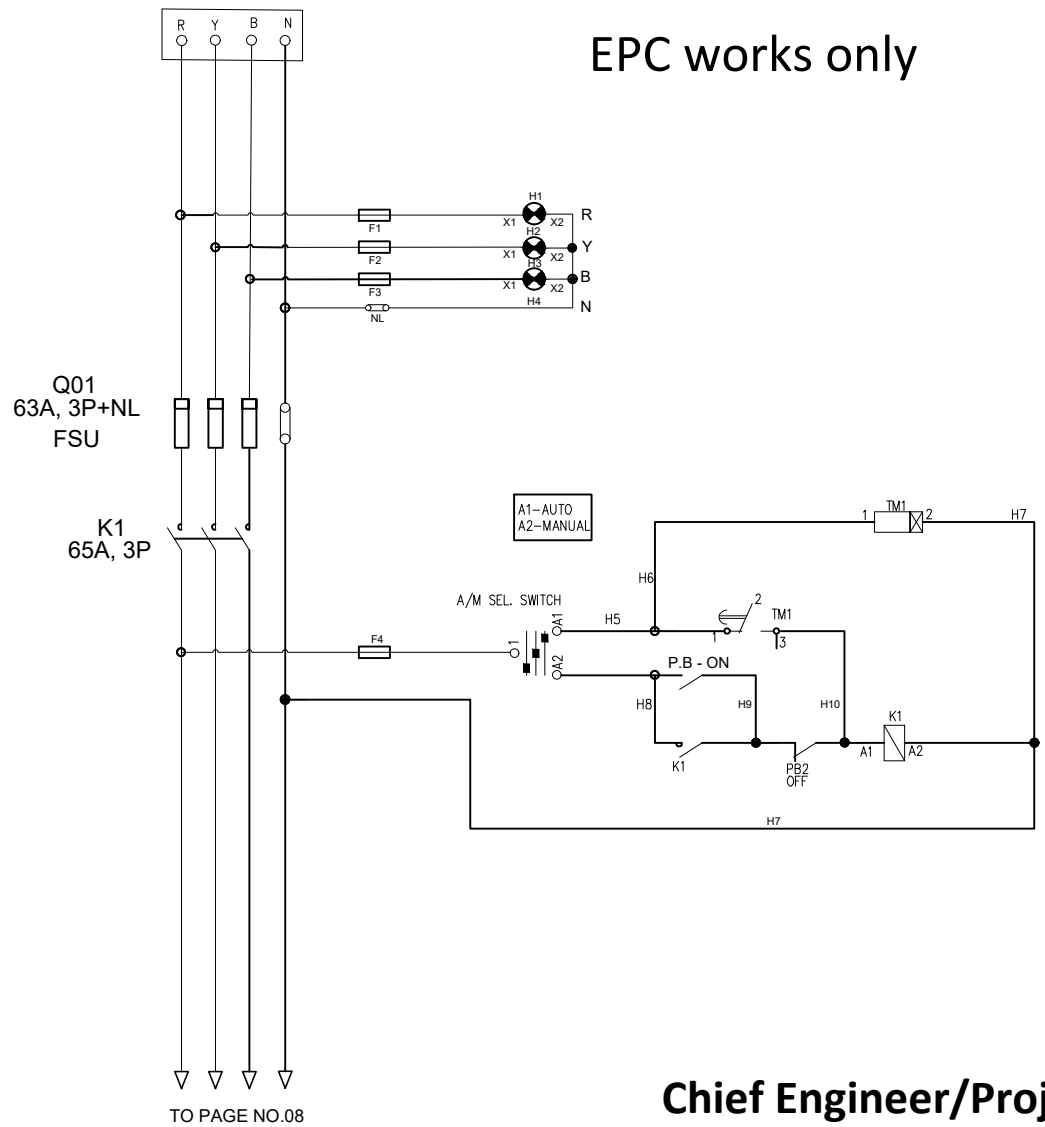 R Y B N
EPC works only
H1
R
F1 X1 X2
H2
Y
F2 X1 X2
H3
B
F3 X1 X2
H4
N
NL
Q01
63A, 3P+NL
FSU
K1
65A, 3P
A1-AUTO
A2-MANUAL
1 TM1 2 H7
H6
A/M SEL. SWITCH
A1 H5 1 2 TM1 3
F4 1
A2 P.B - ON
H8 H9 H10
K1 PB2 OFF A1 K1 A2
H7
TO PAGE NO.08
Chief Engineer/Proj